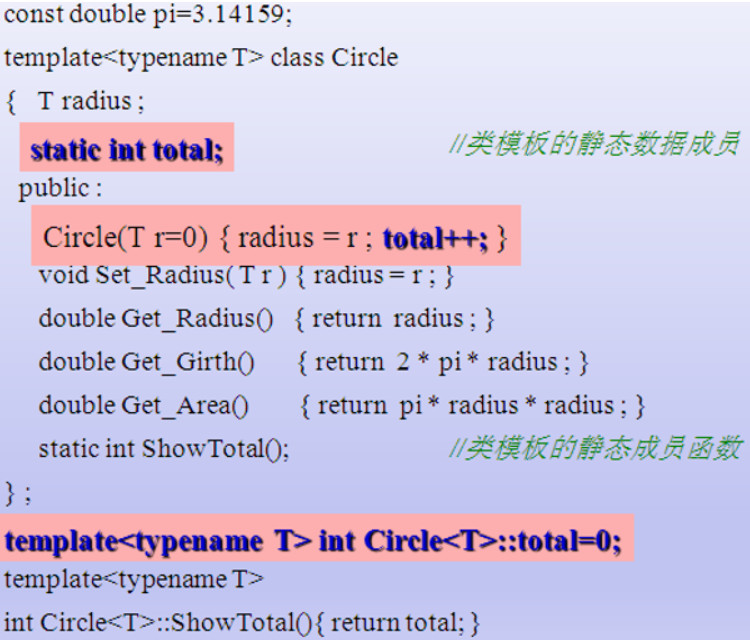 const double pi=3.14159;
template<typename T> class Circle
{ T radius ;
static int total; //类模板的静态数据成员
public :
Circle(T r=0) { radius = r ; total++; }
void Set_Radius( T r ) { radius = r ; }
double Get_Radius() { return radius ; }
double Get_Girth() { return 2 * pi * radius ; }
double Get_Area() { return pi * radius * radius ; }
static int ShowTotal(); //类模板的静态成员函数
} ;
template<typename T> int Circle<T>::total=0;
template<typename T>
int Circle<T>::ShowTotal(){ return total; }